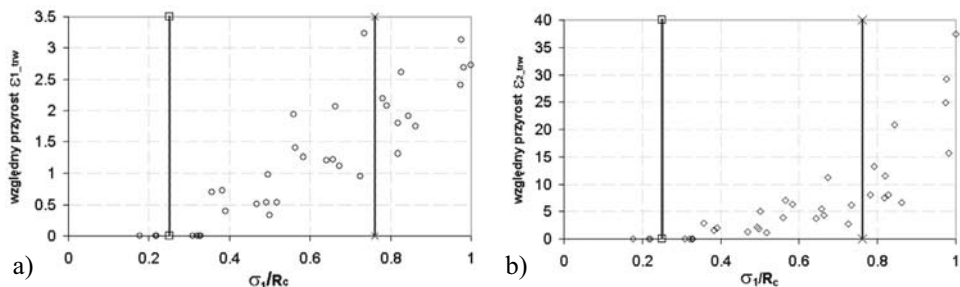 względny przyrost ε1_trw
3.5
3
2.5
2
1.5
1
0.5
0
0 0.2 0.4 0.6 0.8 1
σ1/Rc
a)
względny przyrost ε2_trw
40
35
30
25
20
15
10
5
0
0 0.2 0.4 0.6 0.8 1
σ1/Rc
b)